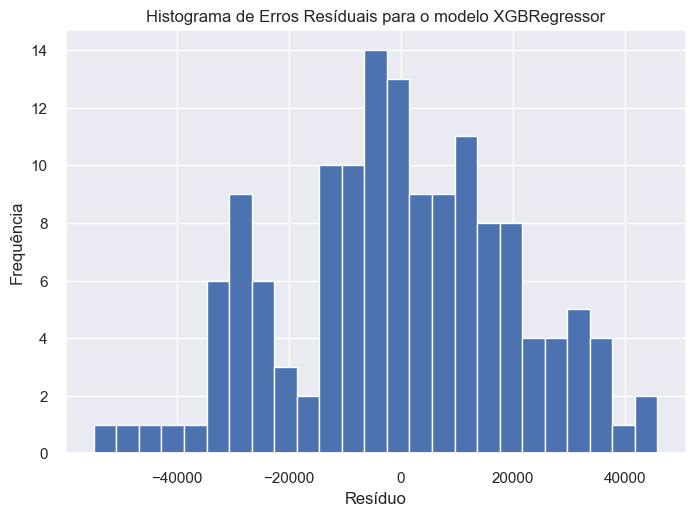 Histograma de Erros Resíduais para o modelo XGBRegressor
14
12
10
8
6
4
2
0
Frequência
−40000 −20000 0 20000 40000
Resíduo